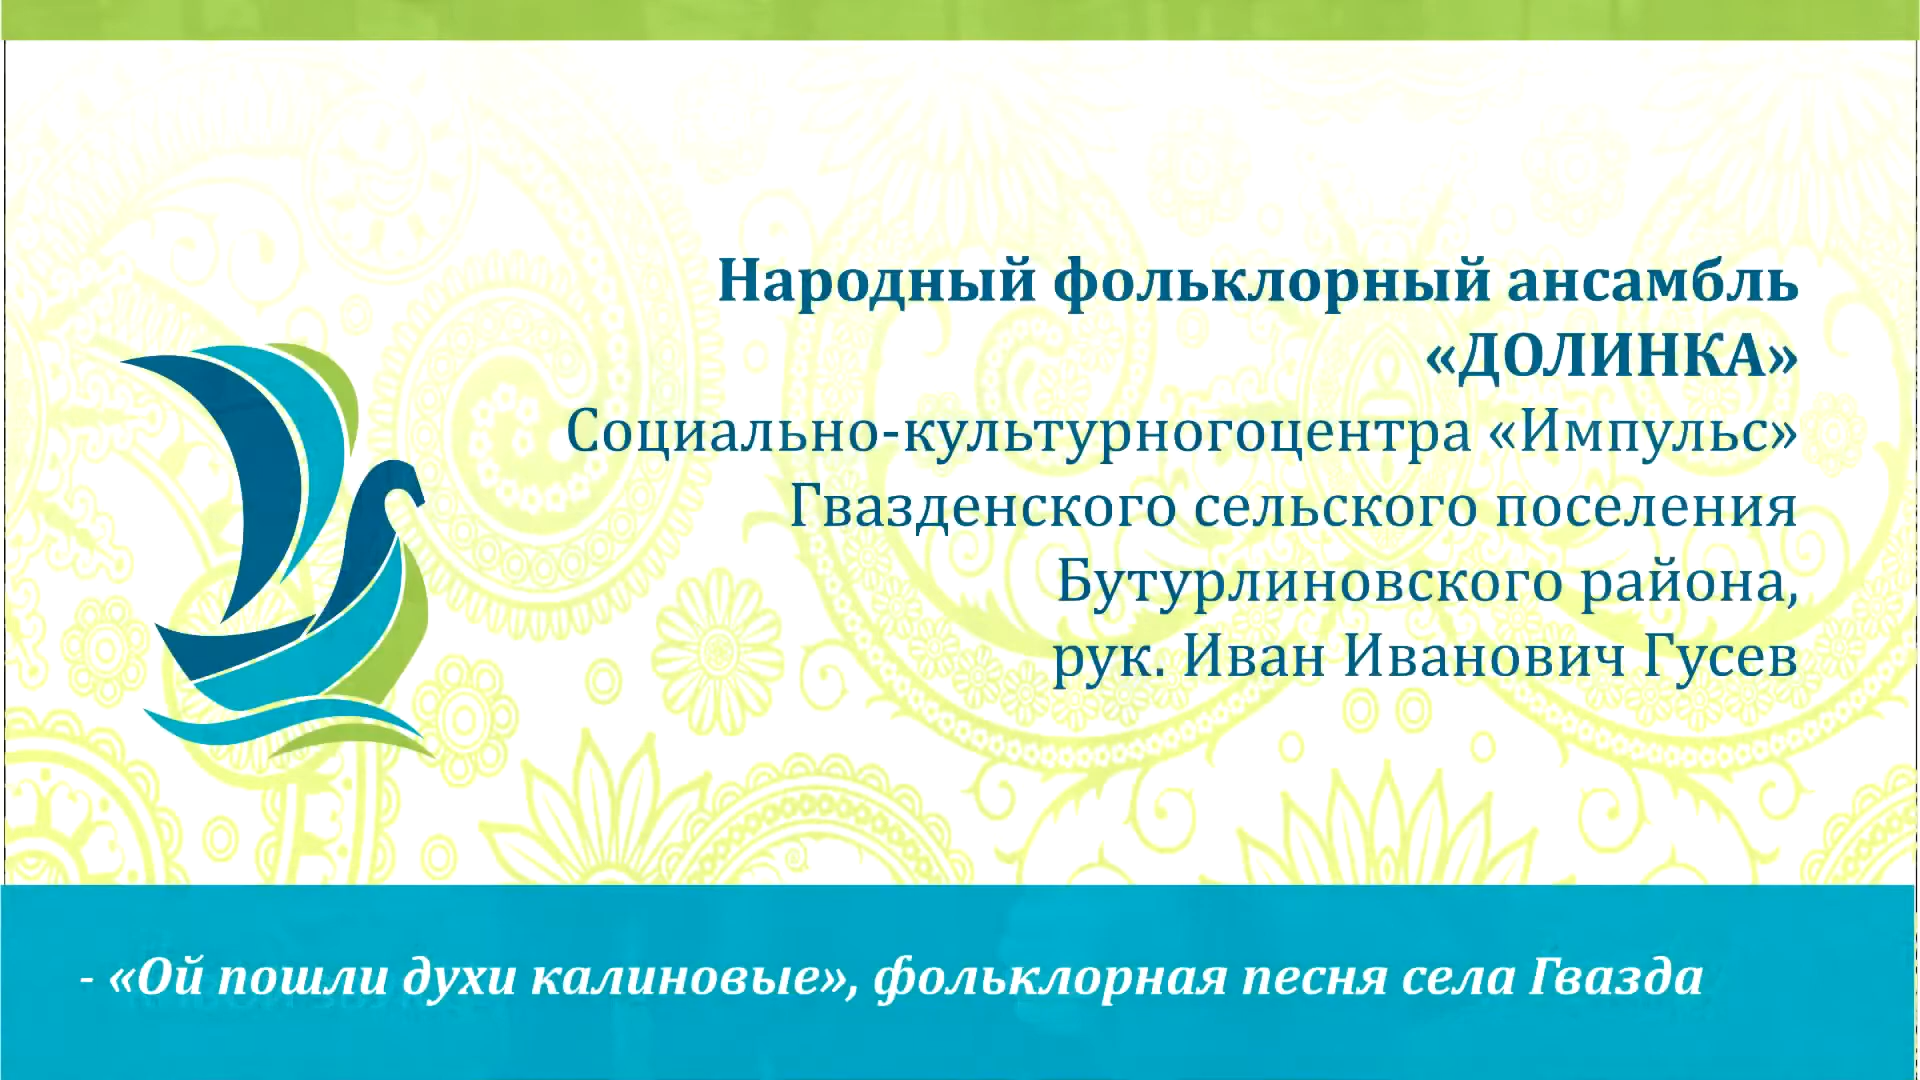 Народный фольклорный ансамбль
«ДОЛИНКА»
Социально-культурногоцентра «Импульс»
Гвазденского сельского поселения
Бутурлиновского района,
рук. Иван Иванович Гусев
- «Ой пошли духи калиновые», фольклорная песня села Гвазда